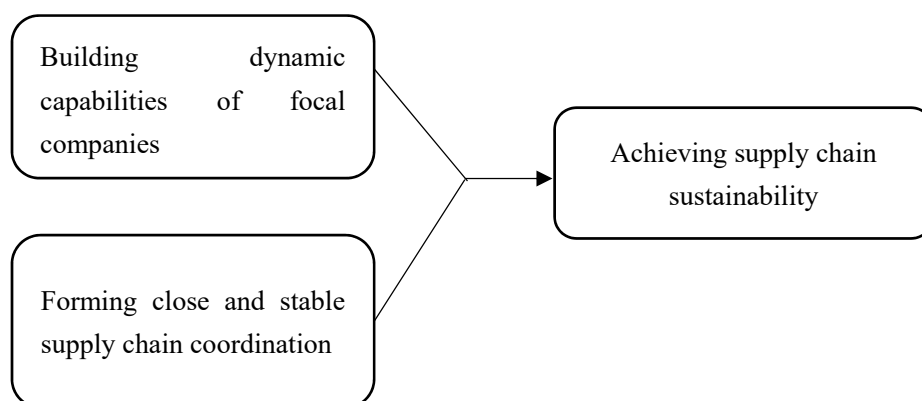 Building dynamic
capabilities of focal
companies
Achieving supply chain
sustainability
Forming close and stable
supply chain coordination